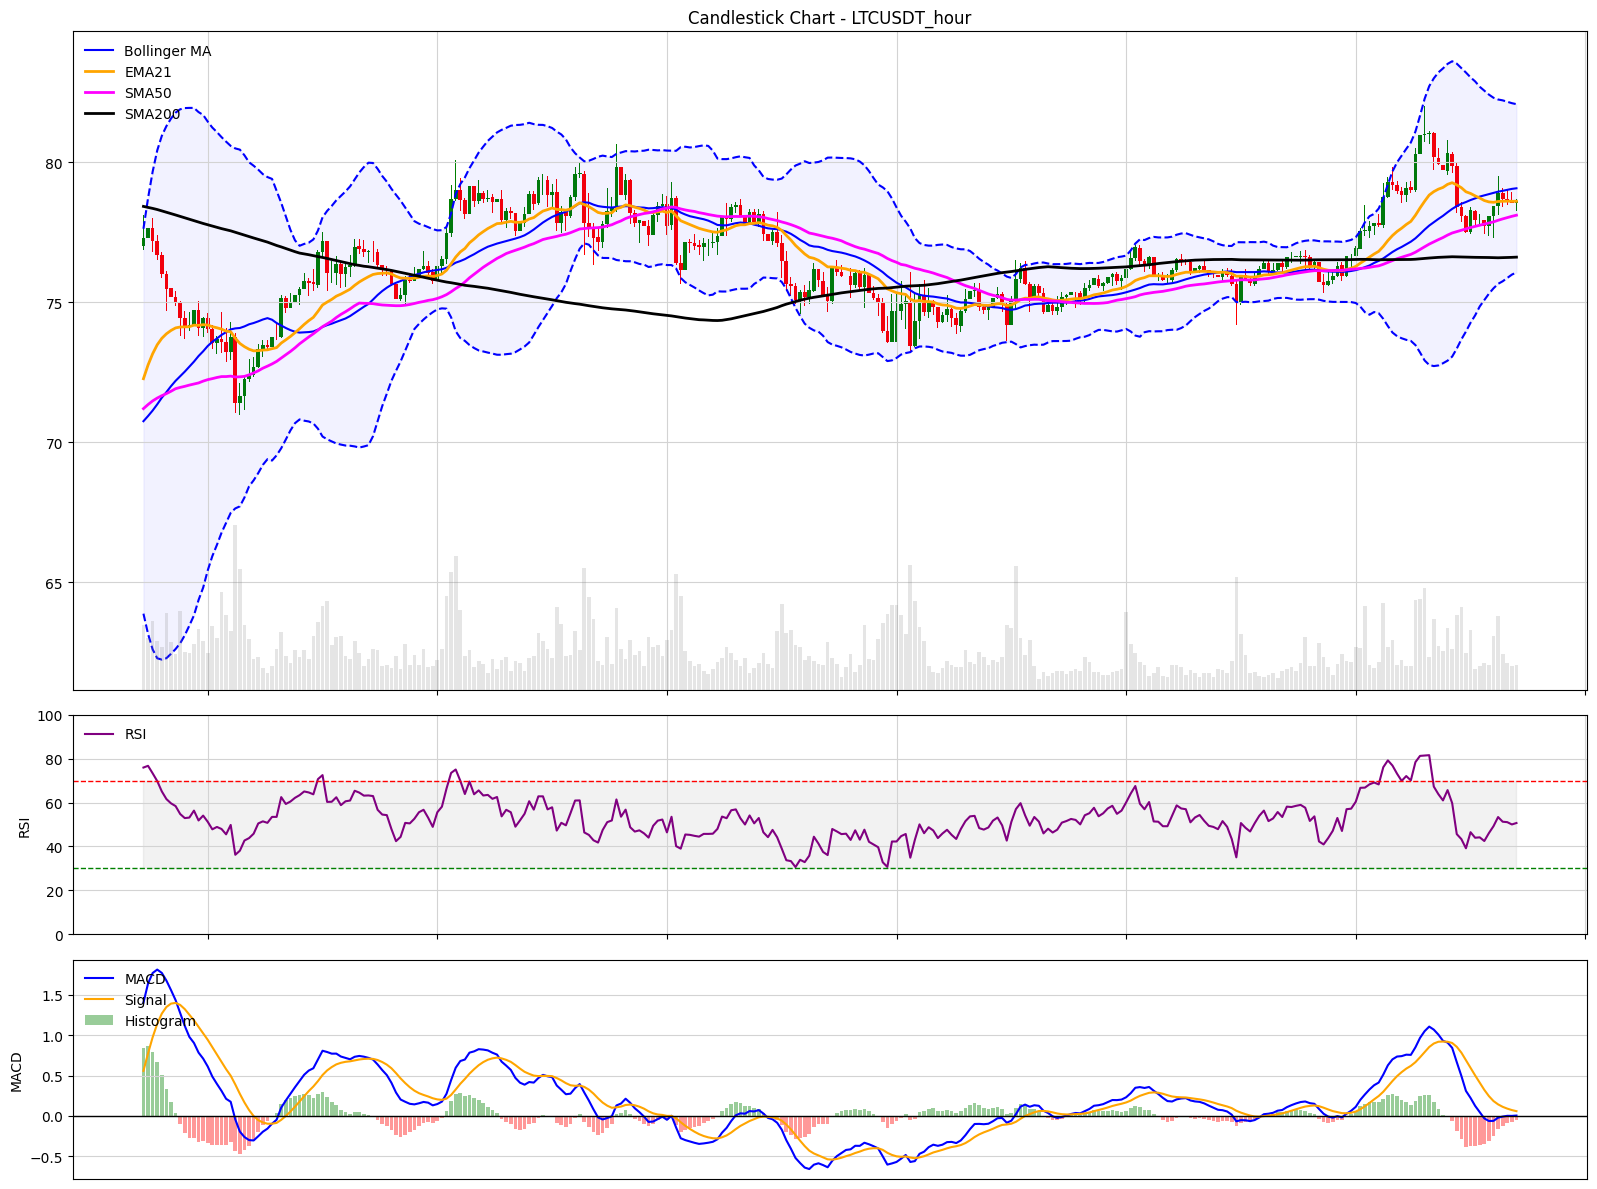 Candlestick Chart - LTCUSDT_hour
Bollinger MA
EMA21
SMA50
SMA200
80
75
70
65
100
80
60
40
20
0
RSI
RSI
1.5
1.0
0.5
0.0
−0.5
MACD
MACD
Signal
Histogram